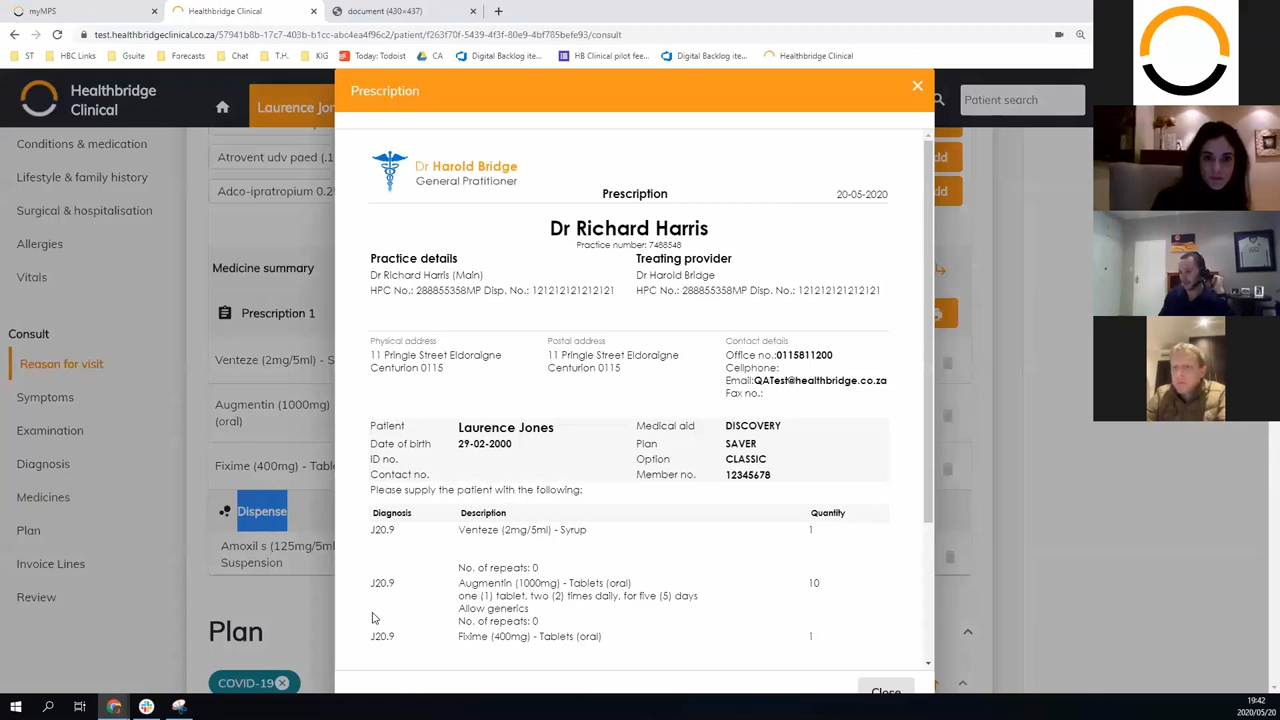 myMPS
Healthbridge Clinical
document (430×437)
test.healthbridgeclinical.co.za/57941b8b-17c7-403b-b1cc-abc4ea4f96c2/patient/f263f70f-5439-4f3f-80e9-4bf785befe93/consult
ST HBC Links Gsuite Forecasts Chat T.H. KIG Today: Todoist CA Digital Backlog ite... HB Clinical pilot fee... Digital Backlog ite... Healthbridge Clinical
Healthbridge
Clinical
Laurence Jon
Patient search
Conditions & medication
Lifestyle & family history
Surgical & hospitalisation
Allergies
Vitals
Consult
Reason for visit
Symptoms
Examination
Diagnosis
Medicines
Plan
Invoice Lines
Review
Atrovent udv paed (.1
Adco-ipratropium 0.25
Medicine summary
Prescription 1
Venteze (2mg/5ml) - S
Augmentin (1000mg)
(oral)
Fixime (400mg) - Table
Dispense
Amoxil s (125mg/5ml
Suspension
Plan
COVID-19
dd
dd
Prescription
Dr Harold Bridge
General Pratitioner
Prescription
20-05-2020
Dr Richard Harris
Practice number: 7488548
Practice details
Dr Richard Harris (Main)
HPC No.: 288855358MP Disp. No.: 121212121212121
Treating provider
Dr Harold Bridge
HPC No.: 288855358MP Disp. No.: 121212121212121
Physical address
11 Pringle Street Eldoraigne
Centurion 0115
Postal address
11 Pringle Street Eldoraigne
Centurion 0115
Contact details
Office no.:0115811200
Cellphone:
Email:QATest@healthbridge.co.za
Fax no.:
Patient Laurence Jones Medical aid DISCOVERY
Date of birth 29-02-2000 Plan SAVER
ID no. Option CLASSIC
Contact no. Member no. 12345678
Please supply the patient with the following:
Diagnosis Description Quantity
J20.9 Venteze (2mg/5ml) - Syrup 1
No. of repeats: 0
J20.9 Augmentin (1000mg) - Tablets (oral) 10
one (1) tablet, two (2) times daily, for five (5) days
Allow generics
No. of repeats: 0
J20.9 Fixime (400mg) - Tablets (oral) 1
Close
19:42
2020/05/20